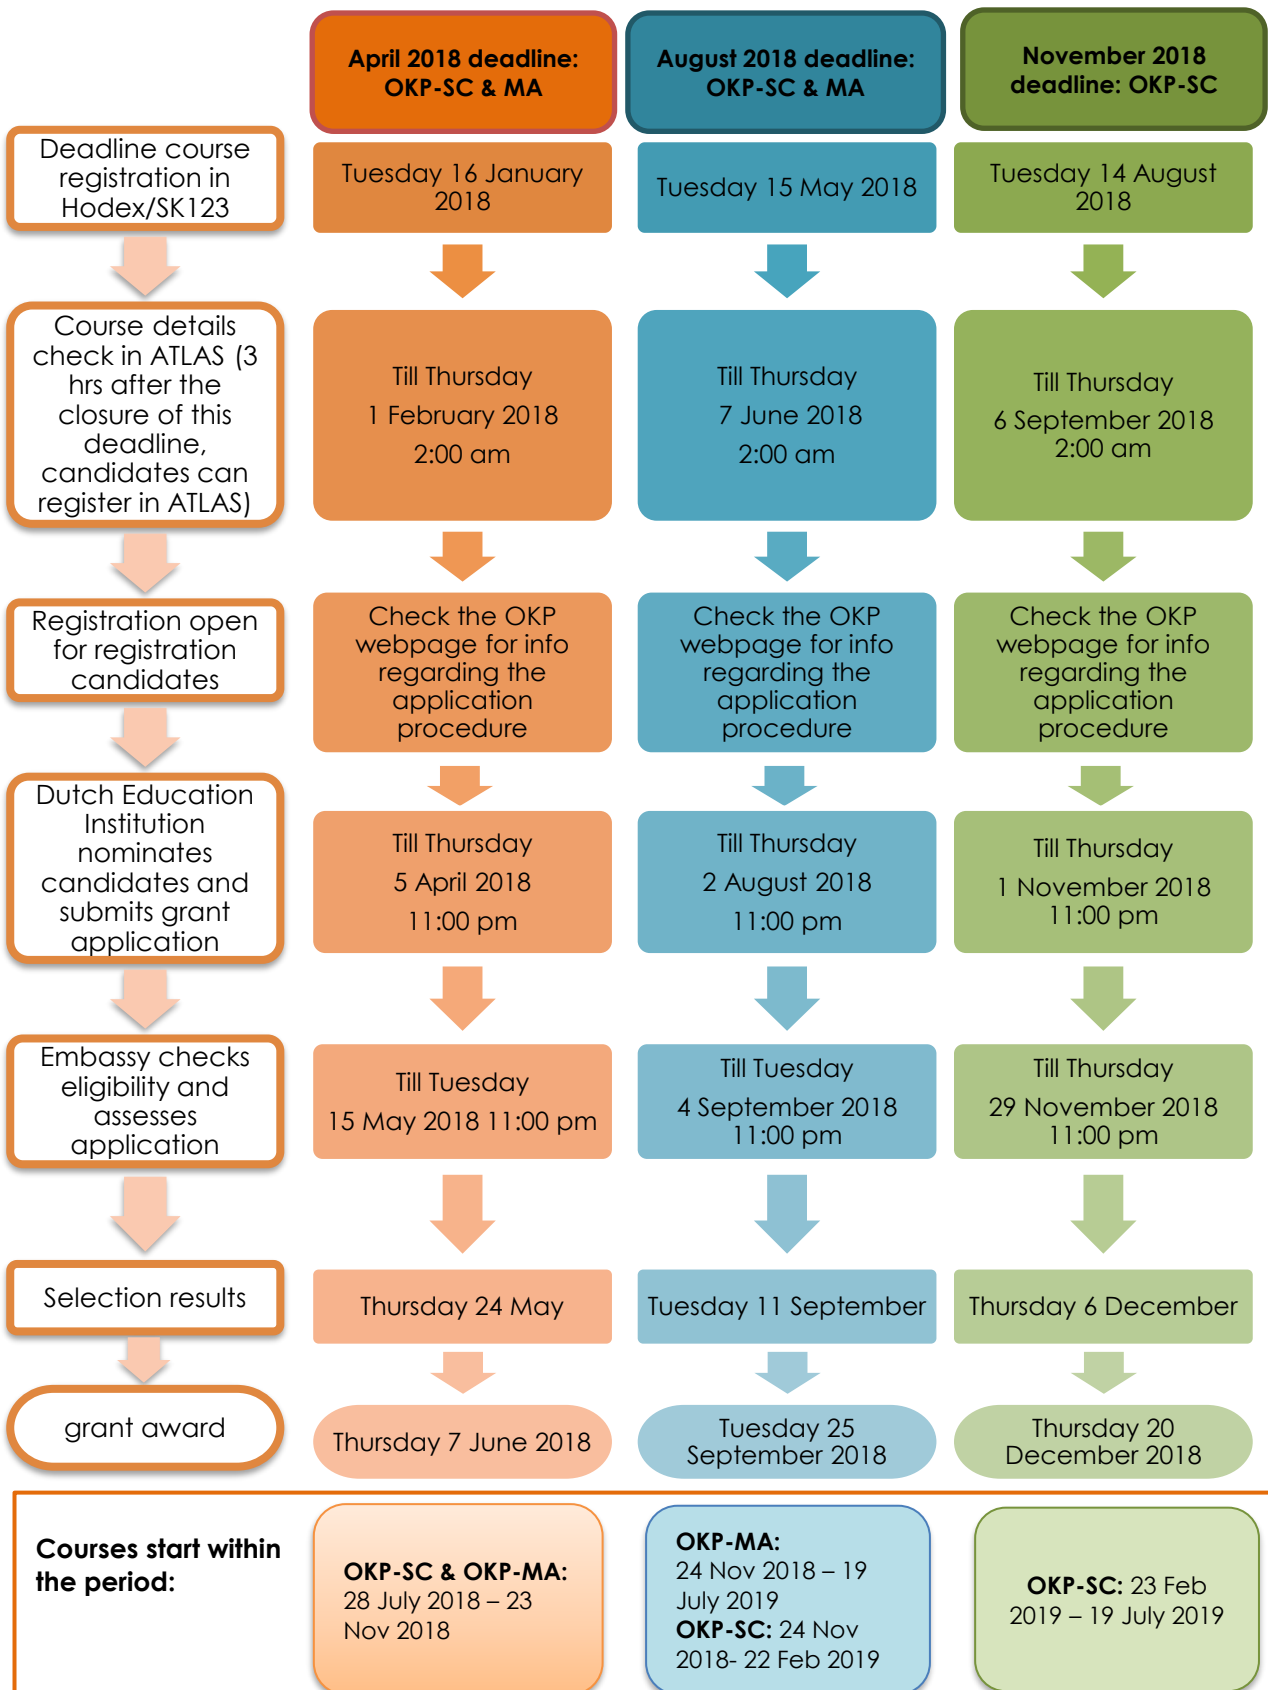 April 2018 deadline:
OKP-SC & MA
August 2018 deadline:
OKP-SC & MA
November 2018
deadline: OKP-SC
Deadline course
registration in
Hodex/SK123
Tuesday 16 January
2018
Tuesday 15 May 2018
Tuesday 14 August
2018
Course details
check in ATLAS (3
hrs after the
closure of this
deadline,
candidates can
register in ATLAS)
Till Thursday
1 February 2018
2:00 am
Till Thursday
7 June 2018
2:00 am
Till Thursday
6 September 2018
2:00 am
Registration open
for registration
candidates
Check the OKP
webpage for info
regarding the
application
procedure
Check the OKP
webpage for info
regarding the
application
procedure
Check the OKP
webpage for info
regarding the
application
procedure
Dutch Education
Institution
nominates
candidates and
submits grant
application
Till Thursday
5 April 2018
11:00 pm
Till Thursday
2 August 2018
11:00 pm
Till Thursday
1 November 2018
11:00 pm
Embassy checks
eligibility and
assesses
application
Till Tuesday
15 May 2018 11:00 pm
Till Tuesday
4 September 2018
11:00 pm
Till Thursday
29 November 2018
11:00 pm
Selection results
Thursday 24 May
Tuesday 11 September
Thursday 6 December
grant award
Thursday 7 June 2018
Tuesday 25
September 2018
Thursday 20
December 2018
Courses start within
the period:
OKP-SC & OKP-MA:
28 July 2018 – 23
Nov 2018
OKP-MA:
24 Nov 2018 – 19
July 2019
OKP-SC: 24 Nov
2018- 22 Feb 2019
OKP-SC: 23 Feb
2019 – 19 July 2019